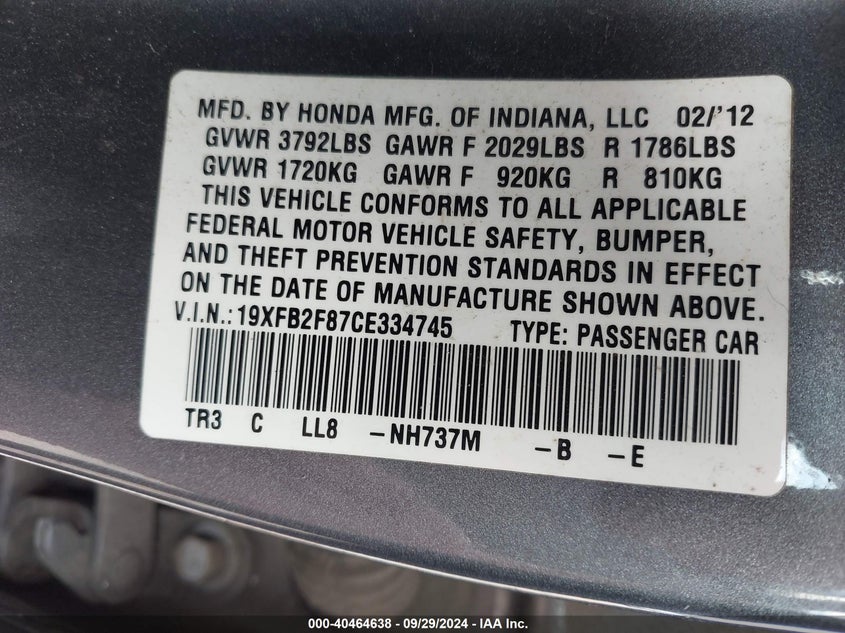 MFD. BY HONDA MFG. OF INDIANA, LLC 02/'12
GVWR 3792LBS GAWR F 2029LBS R 1786LBS
GVWR 1720KG GAWR F 920KG R 810KG
THIS VEHICLE CONFORMS TO ALL APPLICABLE
FEDERAL MOTOR VEHICLE SAFETY, BUMPER,
AND THEFT PREVENTION STANDARDS IN EFFECT
ON THE DATE OF MANUFACTURE SHOWN ABOVE.
V.I.N.:19XFB2F87CE334745 TYPE: PASSENGER CAR
TR3 C LL8 -NH737M -B -E
000-40464638 - 09/29/2024 - IAA Inc.